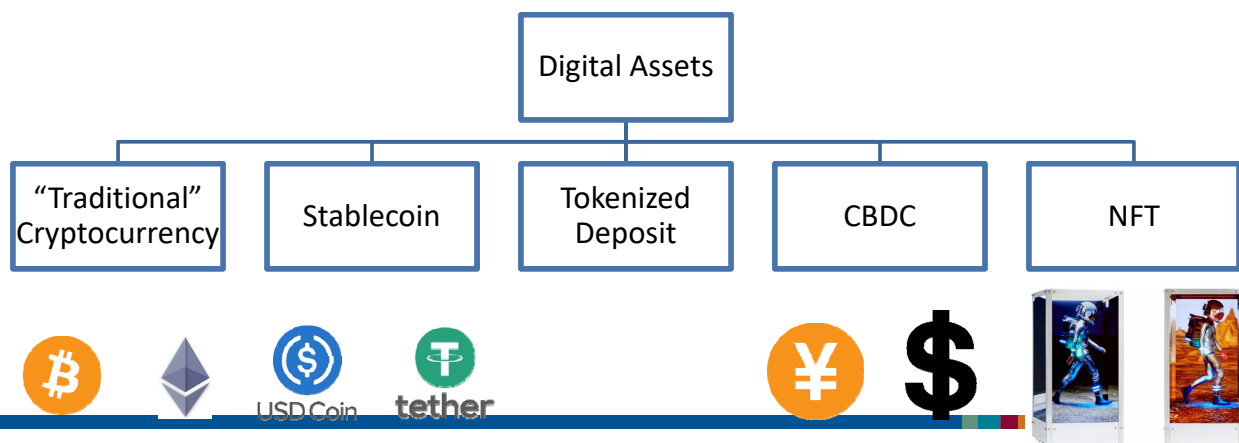 Digital Assets
“Traditional”
Cryptocurrency
Stablecoin
Tokenized
Deposit
CBDC
NFT
USD Coin
tether
¥
$